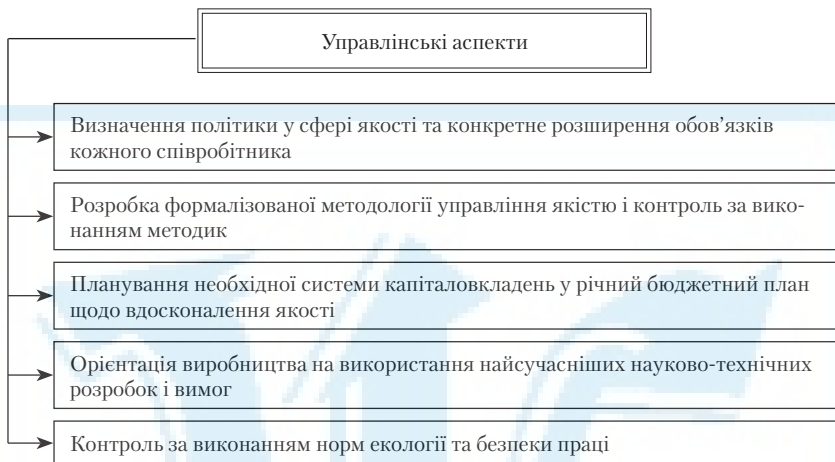 Управлінські аспекти
Визначення політики у сфері якості та конкретне розширення обов’язків
кожного співробітника
Розробка формалізованої методології управління якістю і контроль за вико-
нанням методик
Планування необхідної системи капіталовкладень у річний бюджетний план
щодо вдосконалення якості
Орієнтація виробництва на використання найсучасніших науково-технічних
розробок і вимог
Контроль за виконанням норм екології та безпеки праці